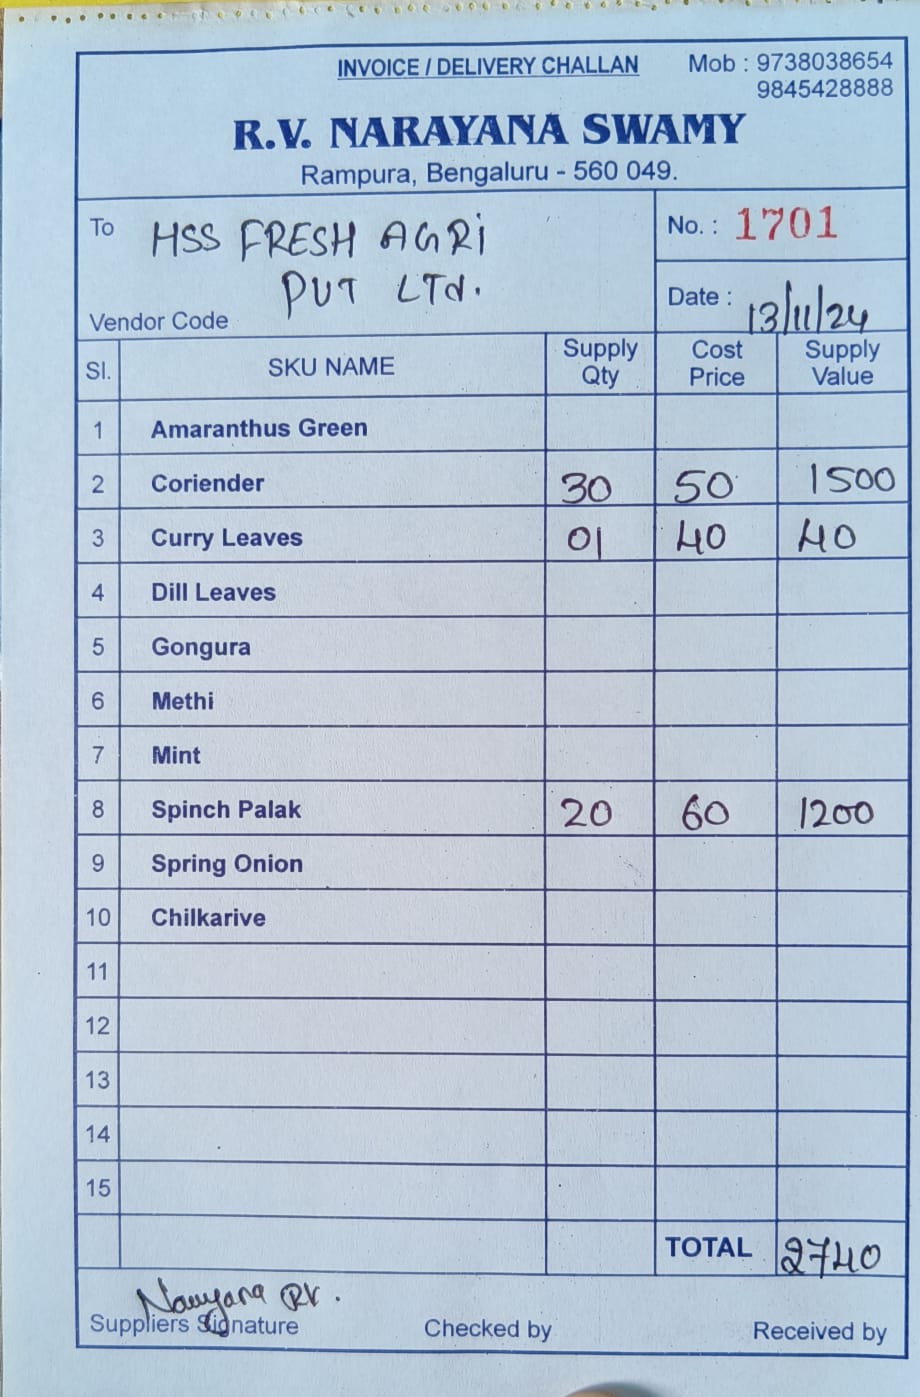 INVOICE / DELIVERY CHALLAN Mob : 9738038654
9845428888
R.V. NARAYANA SWAMY
Rampura, Bengaluru - 560 049.
To HSS FRESH AGRI
PVT LTd.
Vendor Code
No. : 1701
Date : 13/11/24
Sl. SKU NAME Supply Qty Cost Price Supply Value
1 Amaranthus Green
2 Coriender 30 50 1500
3 Curry Leaves 01 40 40
4 Dill Leaves
5 Gongura
6 Methi
7 Mint
8 Spinch Palak 20 60 1200
9 Spring Onion
10 Chilkarive
11
12
13
14
15
TOTAL 2740
Narayana RV.
Suppliers Signature Checked by Received by